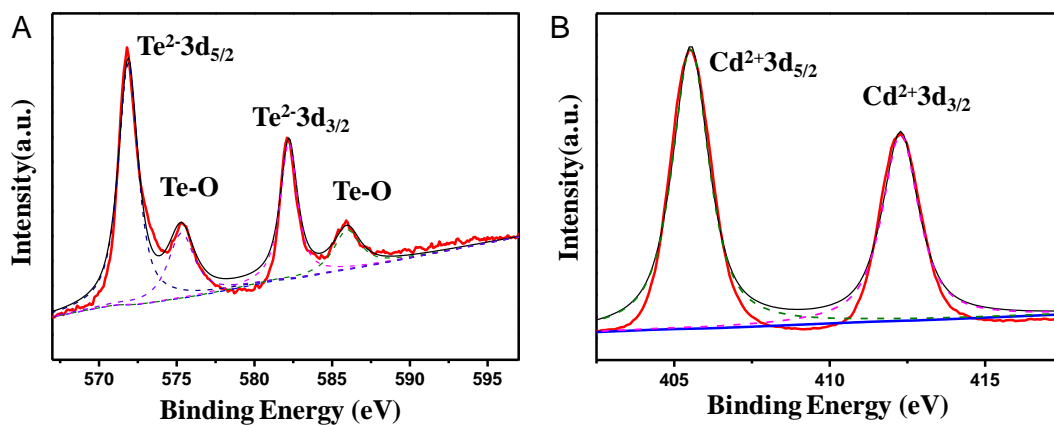 A
Te²⁻3d₅/₂
Te²⁻3d₃/₂
Te-O
Te-O
Intensity(a.u.)
570 575 580 585 590 595
Binding Energy (eV)
B
Cd²⁺3d₅/₂
Cd²⁺3d₃/₂
Intensity(a.u.)
405 410 415
Binding Energy (eV)